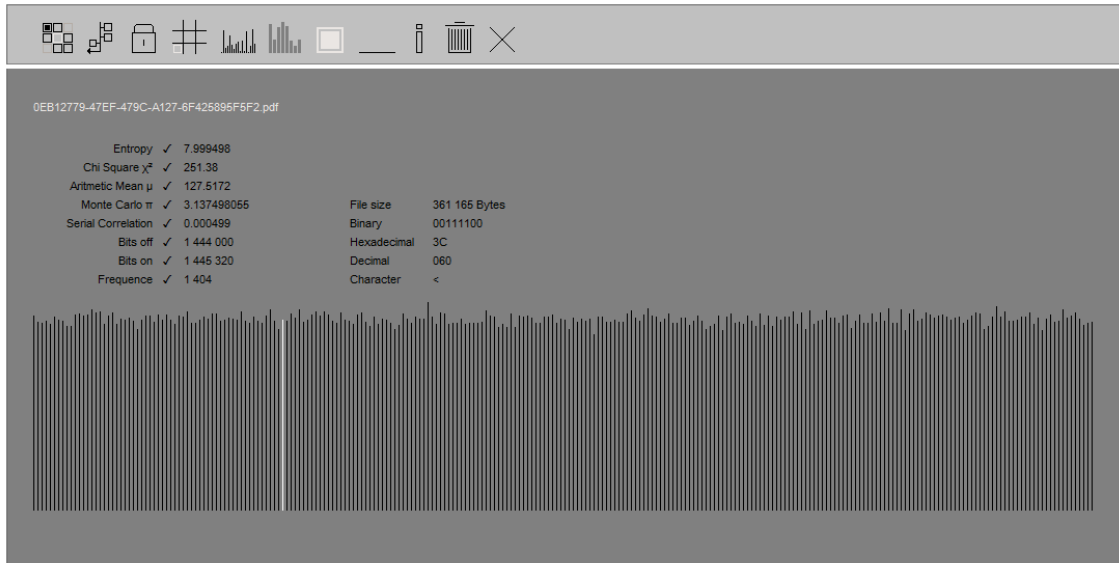 0EB12779-47EF-479C-A127-6F425895F5F2.pdf
Entropy ✓ 7.999498
Chi Square χ² ✓ 251.38
Aritmetic Mean µ ✓ 127.5172
Monte Carlo π ✓ 3.137498055 File size 361 165 Bytes
Serial Correlation ✓ 0.000499 Binary 00111100
Bits off ✓ 1 444 000 Hexadecimal 3C
Bits on ✓ 1 445 320 Decimal 060
Frequence ✓ 1 404 Character <